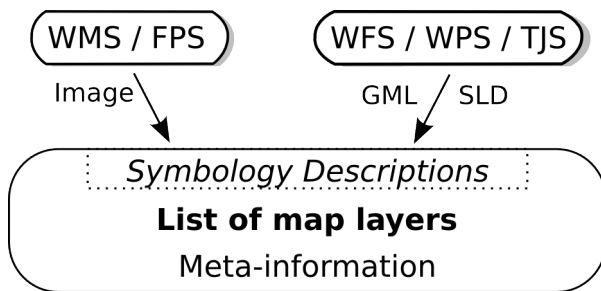 WMS / FPS
WFS / WPS / TJS
Image
GML
SLD
Symbology Descriptions
List of map layers
Meta-information